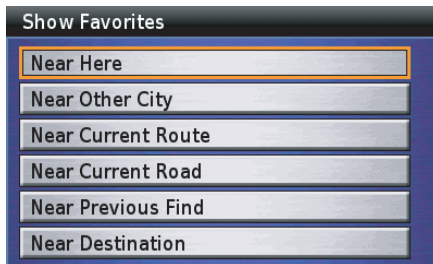 Show Favorites
Near Here
Near Other City
Near Current Route
Near Current Road
Near Previous Find
Near Destination